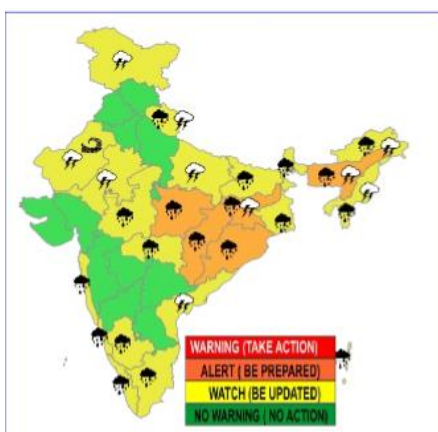 WARNING (TAKE ACTION)
ALERT ( BE PREPARED)
WATCH (BE UPDATED)
NO WARNING ( NO ACTION)